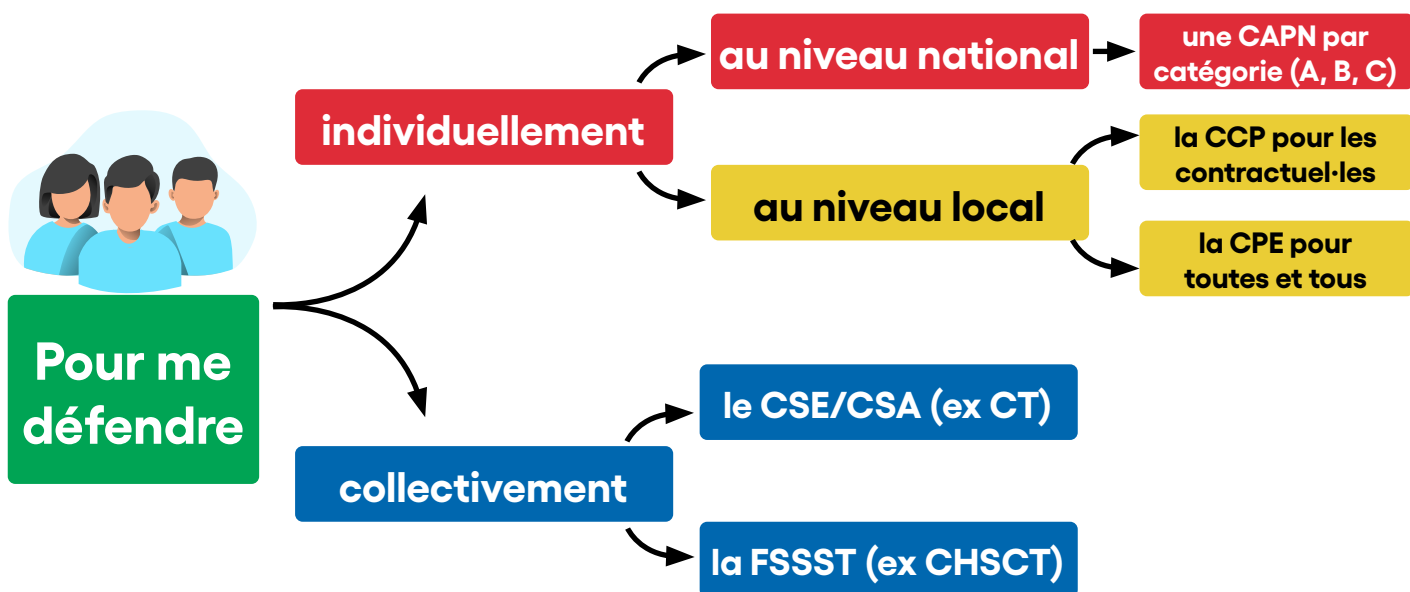 Pour me
défendre
individuellement
au niveau national
une CAPN par
catégorie (A, B, C)
au niveau local
la CCP pour les
contractuel·les
la CPE pour
toutes et tous
collectivement
le CSE/CSA (ex CT)
la FSSST (ex CHSCT)